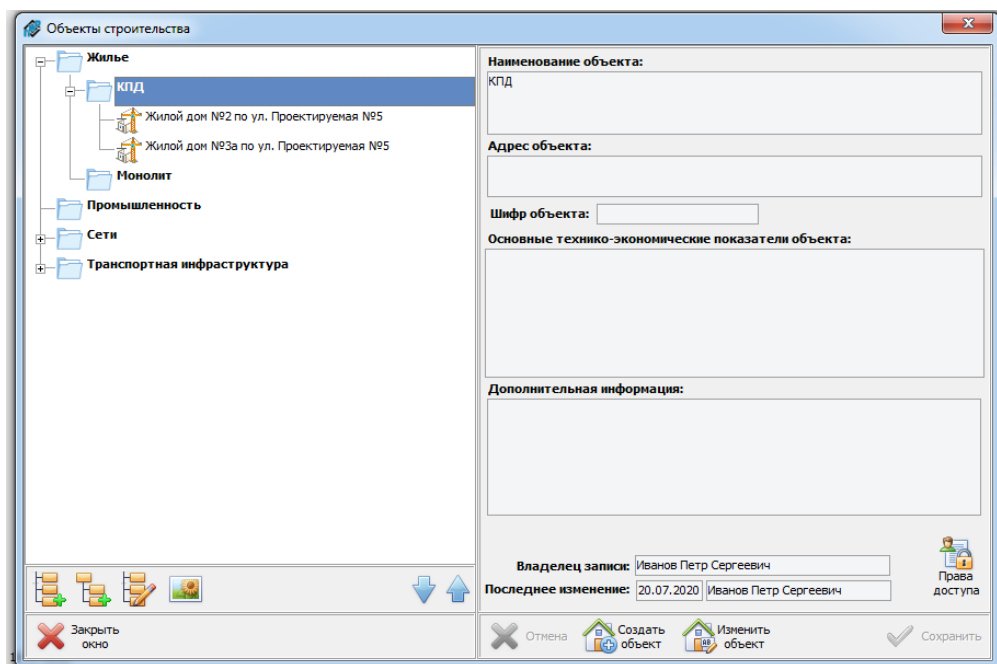 Объекты строительства
Жилье
КПД
Жилой дом №2 по ул. Проектируемая №5
Жилой дом №3а по ул. Проектируемая №5
Монолит
Промышленность
Сети
Транспортная инфраструктура
Наименование объекта:
КПД
Адрес объекта:
Шифр объекта:
Основные технико-экономические показатели объекта:
Дополнительная информация:
Владелец записи: Иванов Петр Сергеевич
Последнее изменение: 20.07.2020 Иванов Петр Сергеевич
Права
доступа
Закрыть
окно
Отмена
Создать
объект
Изменить
объект
Сохранить